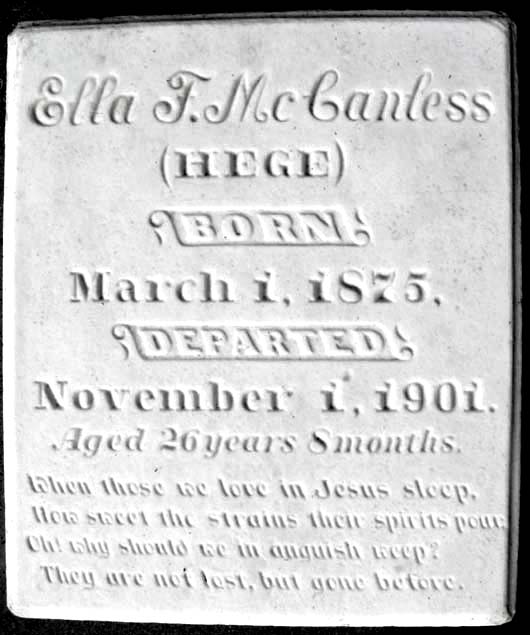 Ella F. McCanless
(HEGE)
BORN
March 1, 1875.
DEPARTED
November 1, 1901.
Aged 26 years 8 months.
When those we love in Jesus sleep,
How sweet the strains their spirits pour,
Oh! why should we in anguish weep?
They are not lost, but gone before.